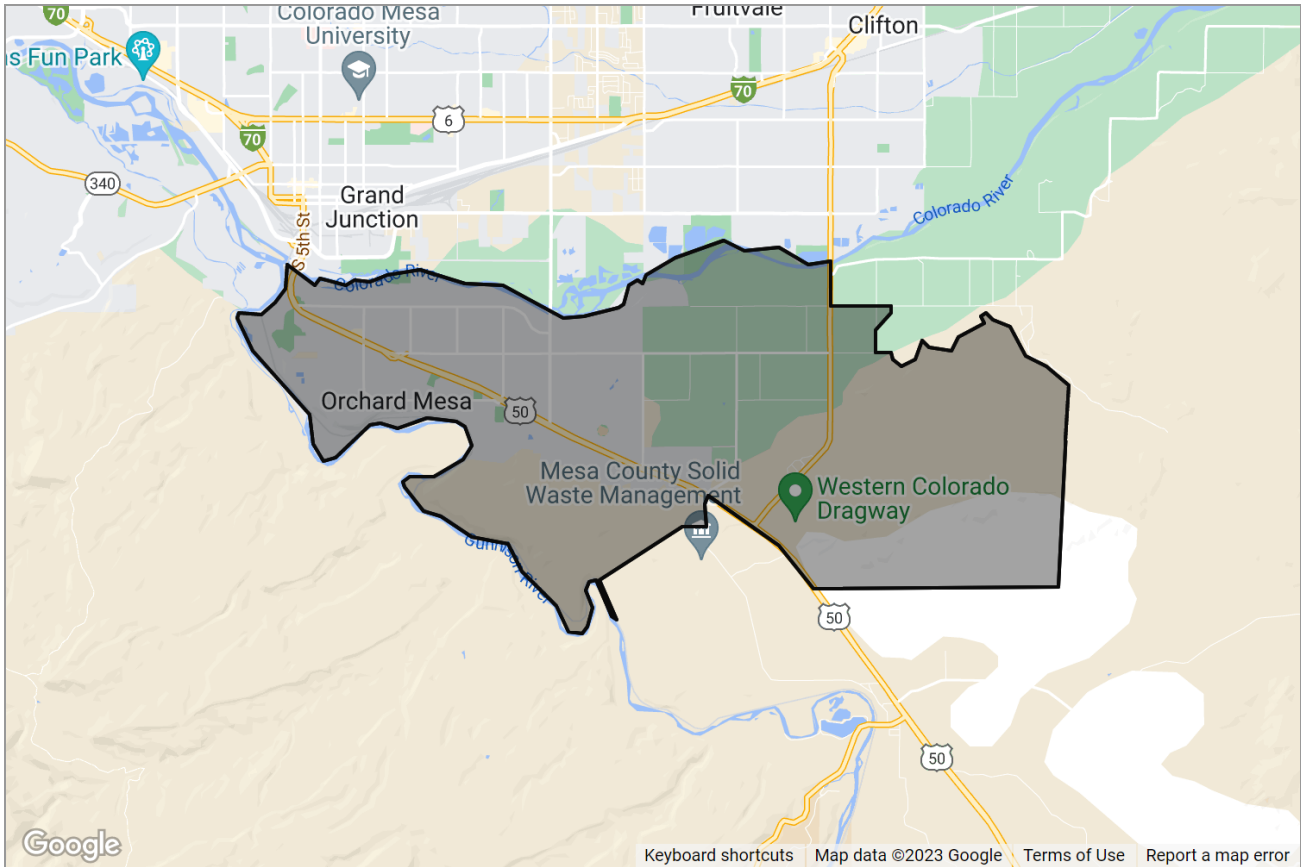 70
Colorado Mesa
University
Fruitvale
Clifton
s Fun Park
70
6
70
340
Grand
Junction
S 5th St
Colorado River
Colorado River
Orchard Mesa
50
Mesa County Solid
Waste Management
Western Colorado
Dragway
Gunnison River
50
50
Google
Keyboard shortcuts
Map data ©2023 Google
Terms of Use
Report a map error